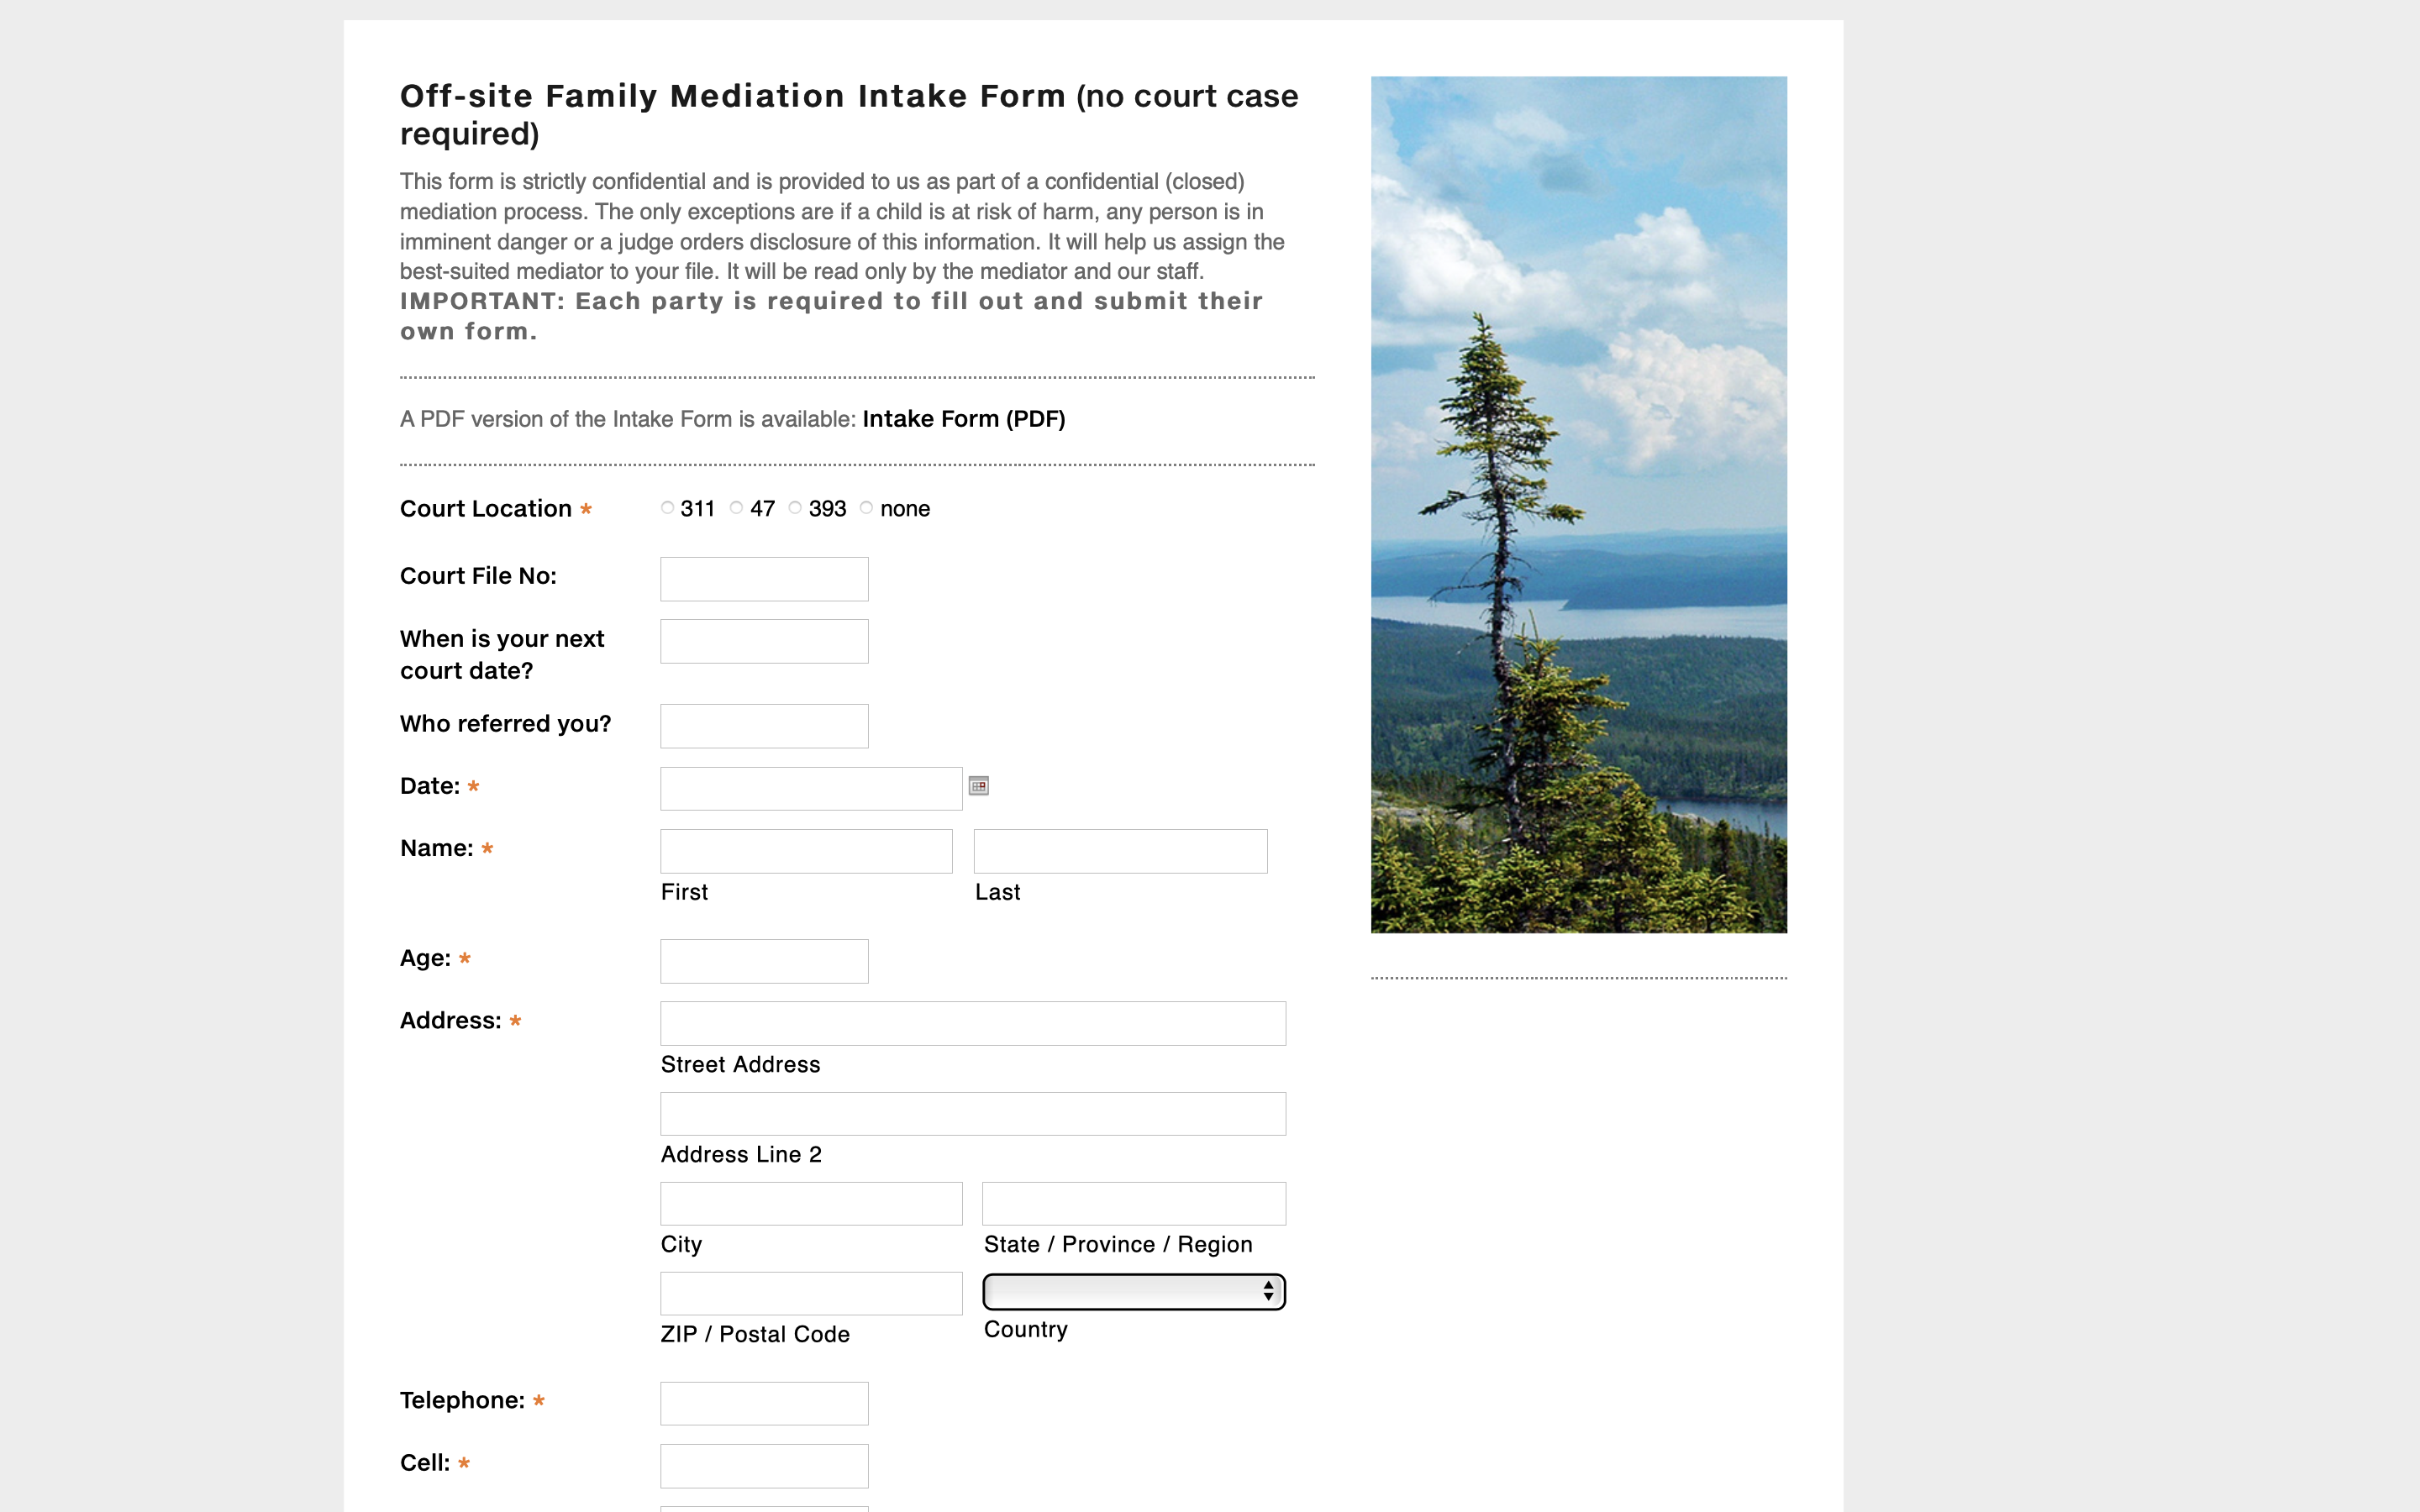 Off-site Family Mediation Intake Form (no court case
required)
This form is strictly confidential and is provided to us as part of a confidential (closed)
mediation process. The only exceptions are if a child is at risk of harm, any person is in
imminent danger or a judge orders disclosure of this information. It will help us assign the
best-suited mediator to your file. It will be read only by the mediator and our staff.
IMPORTANT: Each party is required to fill out and submit their
own form.
A PDF version of the Intake Form is available: Intake Form (PDF)
Court Location * 311 47 393 none
Court File No:
When is your next
court date?
Who referred you?
Date: *
Name: *
First Last
Age: *
Address: *
Street Address
Address Line 2
City State / Province / Region
ZIP / Postal Code Country
Telephone: *
Cell: *